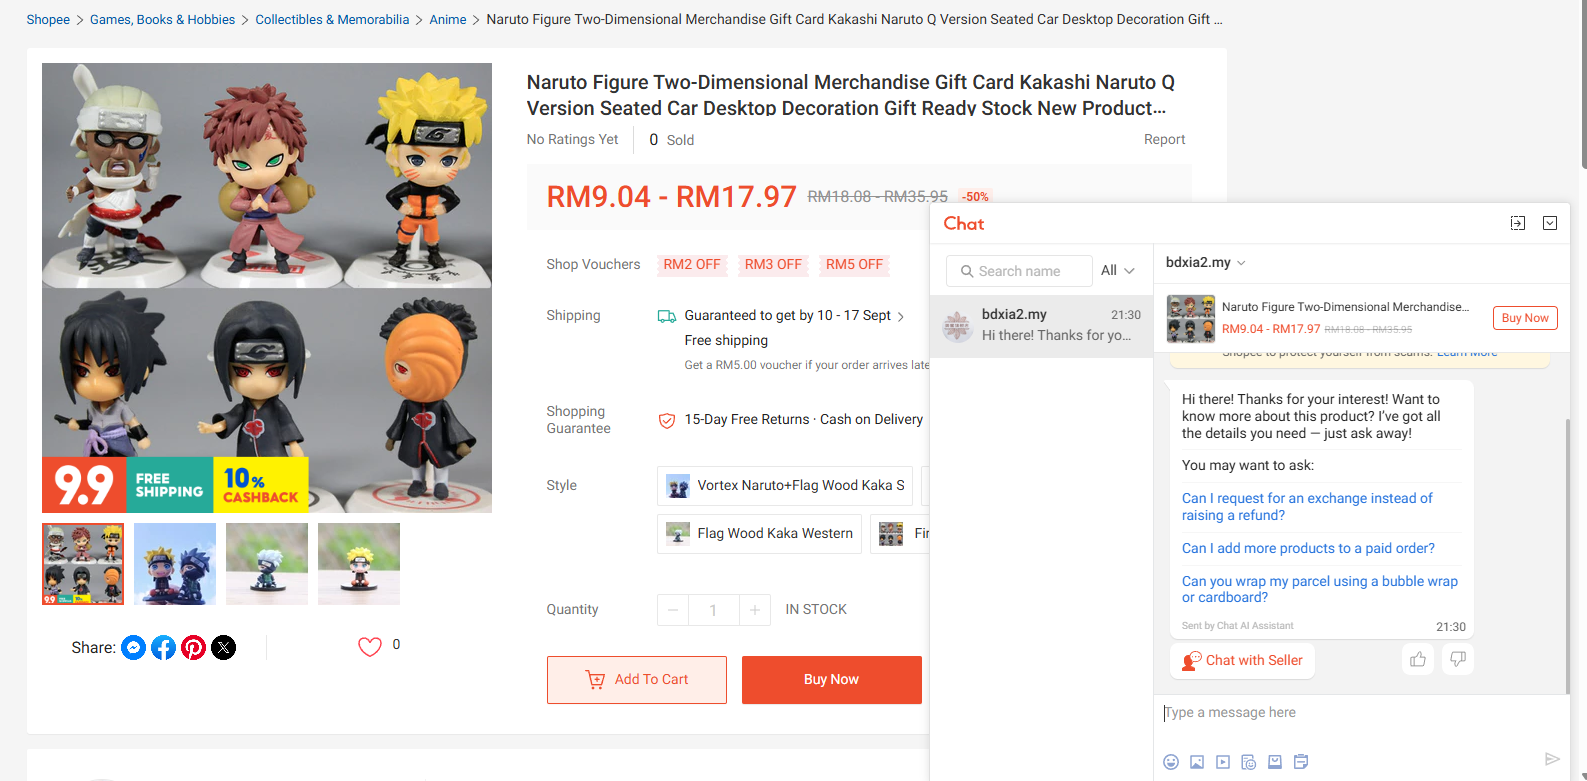 Shopee > Games, Books & Hobbies > Collectibles & Memorabilia > Anime > Naruto Figure Two-Dimensional Merchandise Gift Card Kakashi Naruto Q Version Seated Car Desktop Decoration Gift ...
Naruto Figure Two-Dimensional Merchandise Gift Card Kakashi Naruto Q
Version Seated Car Desktop Decoration Gift Ready Stock New Product...
No Ratings Yet
0 Sold
Report
RM9.04 - RM17.97 RM18.08 - RM35.95 -50%
Shop Vouchers
RM2 OFF
RM3 OFF
RM5 OFF
Shipping
Guaranteed to get by 10 - 17 Sept >
Free shipping
Get a RM5.00 voucher if your order arrives late
Shopping
Guarantee
15-Day Free Returns · Cash on Delivery
Style
Vortex Naruto+Flag Wood Kaka S
Flag Wood Kaka Western
Quantity
1
IN STOCK
Add To Cart
Buy Now
9.9
FREE
SHIPPING
10%
CASHBACK
Share:
0
Chat
Search name
All
bdxia2.my
21:30
Hi there! Thanks for yo...
bdxia2.my
Naruto Figure Two-Dimensional Merchandise...
RM9.04 - RM17.97 RM18.08 - RM35.95
Buy Now
Shopee to protect yourself from scams. Learn More
Hi there! Thanks for your interest! Want to
know more about this product? I've got all
the details you need — just ask away!
You may want to ask:
Can I request for an exchange instead of
raising a refund?
Can I add more products to a paid order?
Can you wrap my parcel using a bubble wrap
or cardboard?
Sent by Chat AI Assistant
21:30
Chat with Seller
Type a message here